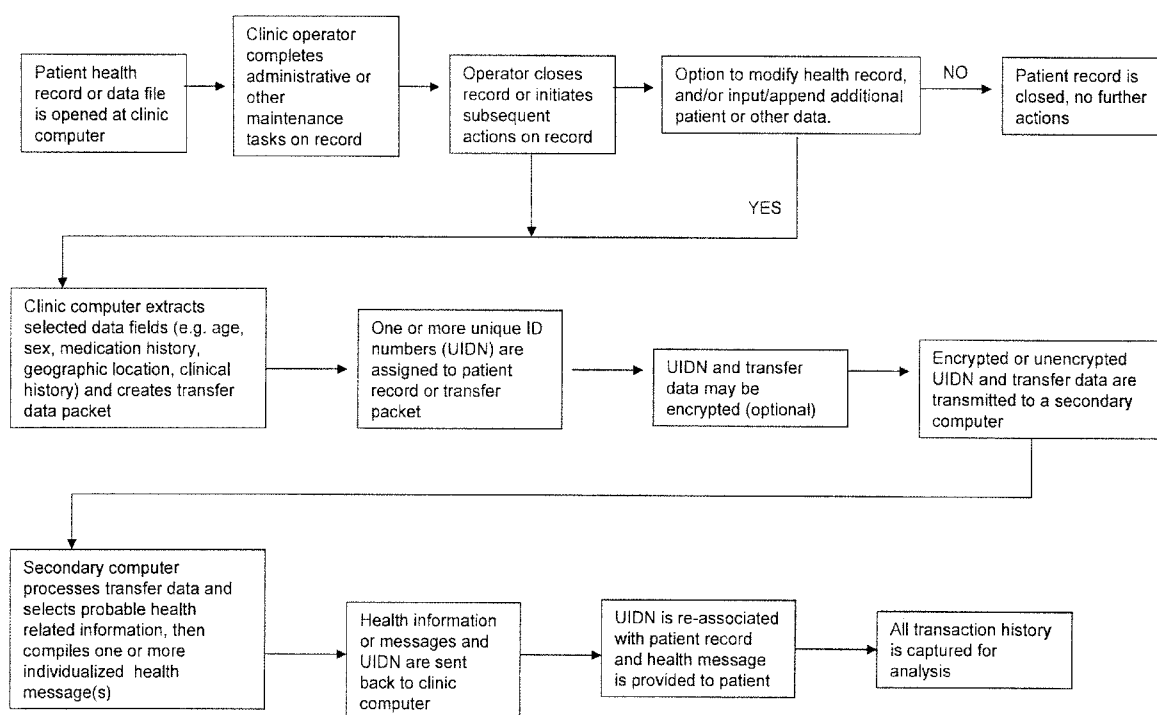 Patient health
record or data file
is opened at clinic
computer
Clinic operator
completes
administrative or
other
maintenance
tasks on record
Operator closes
record or initiates
subsequent
actions on record
Option to modify health record,
and/or input/append additional
patient or other data.
NO
Patient record is
closed, no further
actions
YES
Clinic computer extracts
selected data fields (e.g. age,
sex, medication history,
geographic location, clinical
history) and creates transfer
data packet
One or more unique ID
numbers (UIDN) are
assigned to patient
record or transfer
packet
UIDN and transfer
data may be
encrypted (optional)
Encrypted or unencrypted
UIDN and transfer data are
transmitted to a secondary
computer
Secondary computer
processes transfer data and
selects probable health
related information, then
compiles one or more
individualized health
message(s)
Health information
or messages and
UIDN are sent
back to clinic
computer
UIDN is re-associated
with patient record
and health message
is provided to patient
All transaction history
is captured for
analysis